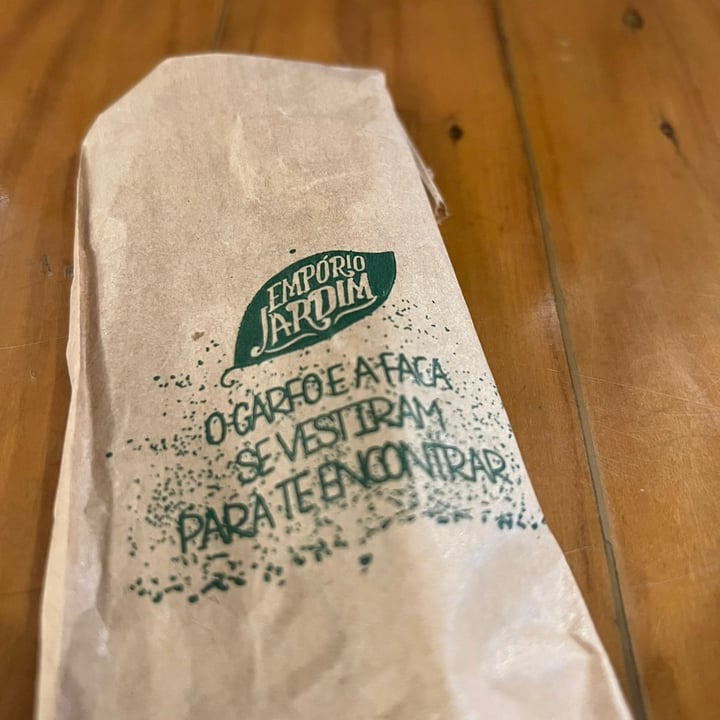 EMPÓRIO
JARDIM
O GARFO E A FACA
SE VESTIRAM
PARA TE ENCONTRAR